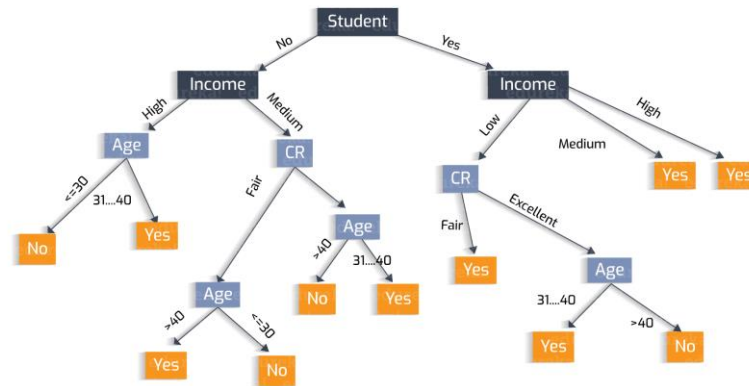 Student
No
Yes
Income
Income
High
Medium
Low
Medium
High
Age
CR
CR
Yes
Yes
<=30
31....40
Fair
Fair
Excellent
No
Yes
Age
Yes
Age
>40
31....40
Age
No
Yes
31....40
>40
>40
<=30
Yes
No
Yes
No